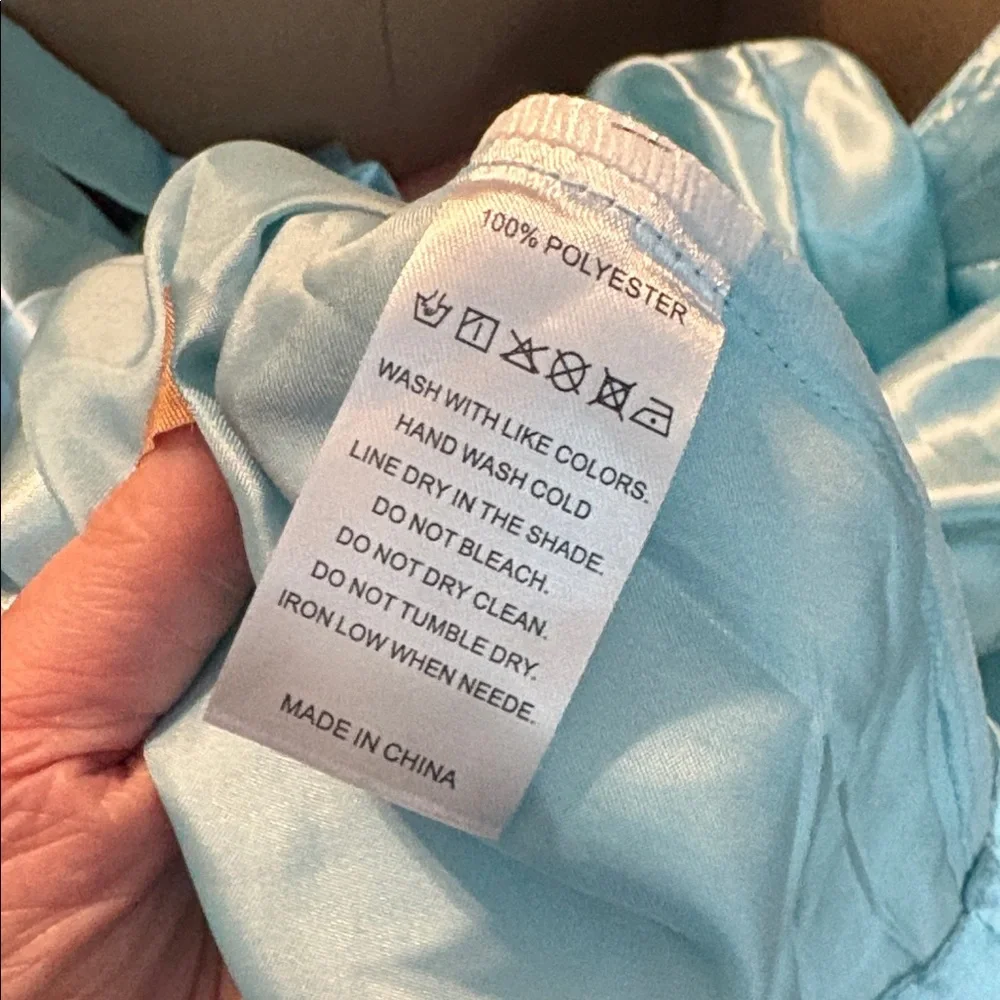 100% POLYESTER
WASH WITH LIKE COLORS.
HAND WASH COLD
LINE DRY IN THE SHADE.
DO NOT BLEACH.
DO NOT DRY CLEAN.
DO NOT TUMBLE DRY.
IRON LOW WHEN NEEDE.
MADE IN CHINA